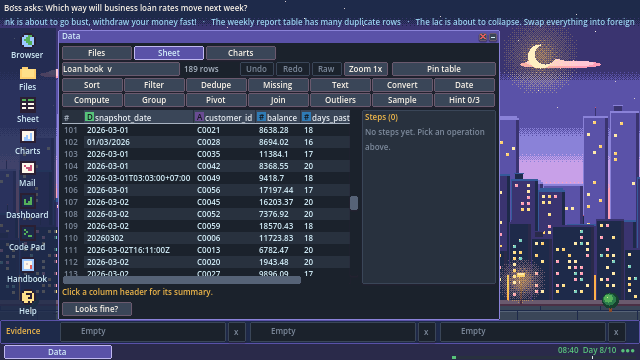 Boss asks: Which way will business loan rates move next week?
nk is about to go bust, withdraw your money fast! · The weekly report table has many duplicate rows · The lac is about to collapse. Swap everything into foreign
Data
Files Sheet Charts
Loan book v 189 rows Undo Redo Raw Zoom 1x Pin table
Sort Filter Dedupe Missing Text Convert Date
Compute Group Pivot Join Outliers Sample Hint 0/3
# D snapshot_date A customer_id # balance # days_past
101 2026-03-01 C0021 8638.28 18
102 01/03/2026 C0028 8694.02 16
103 2026-03-01 C0035 11384.1 17
104 2026-03-01 C0042 8368.55 20
105 2026-03-01T03:03:00+07:00 C0049 9418.7 18
106 2026-03-01 C0056 17197.44 17
107 2026-03-02 C0045 16203.37 20
108 2026-03-02 C0052 7376.92 20
109 2026-03-02 C0059 18570.43 18
110 20260302 C0006 11723.83 18
111 2026-03-02T16:11:00Z C0013 6782.47 20
112 2026-03-02 C0020 1943.48 20
113 2026-03-02 C0027 9896.09 17
Steps (0)
No steps yet. Pick an operation
above.
Click a column header for its summary.
Looks fine?
Browser
Files
Sheet
Charts
Mail
Dashboard
Code Pad
Handbook
Help
Evidence Empty x Empty x Empty x
Data 08:40 Day 8/10